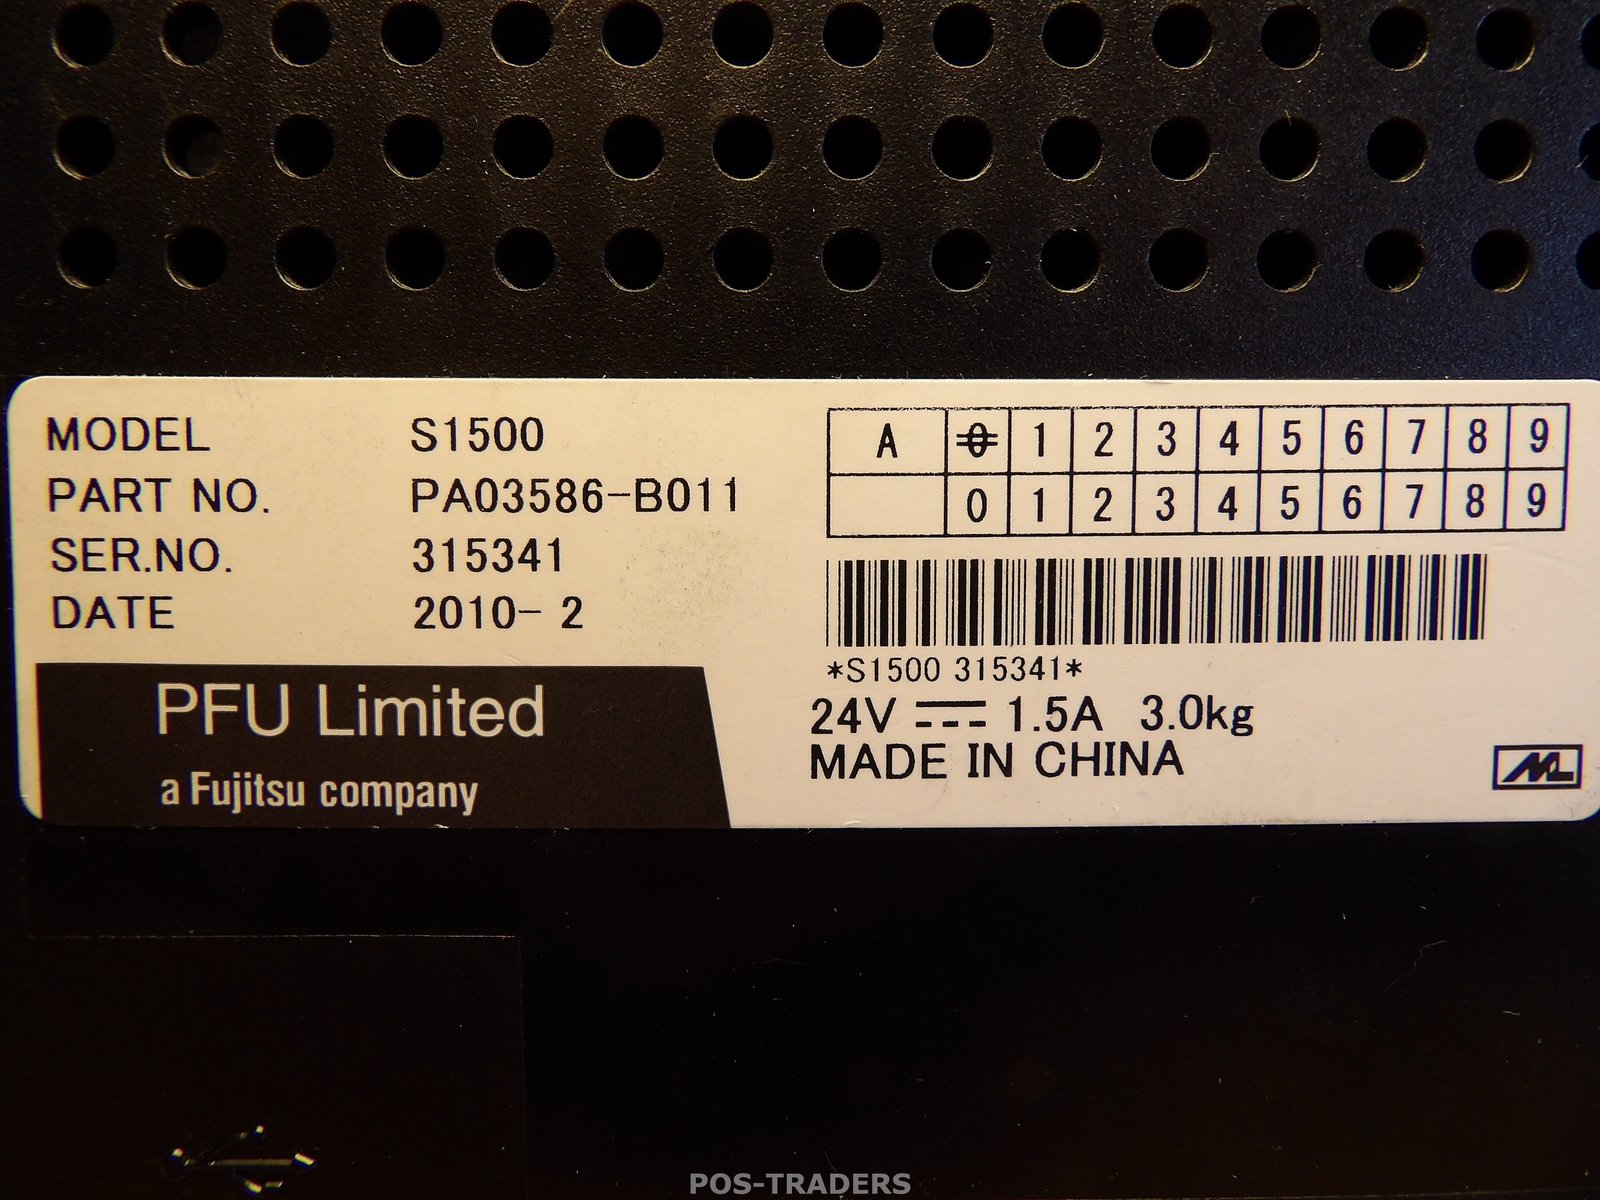 MODEL S1500
PART NO. PA03586-B011
SER.NO. 315341
DATE 2010- 2
PFU Limited
a Fujitsu company
A 0 1 2 3 4 5 6 7 8 9
0 1 2 3 4 5 6 7 8 9
*S1500 315341*
24V ⎓ 1.5A 3.0kg
MADE IN CHINA
POS-TRADERS